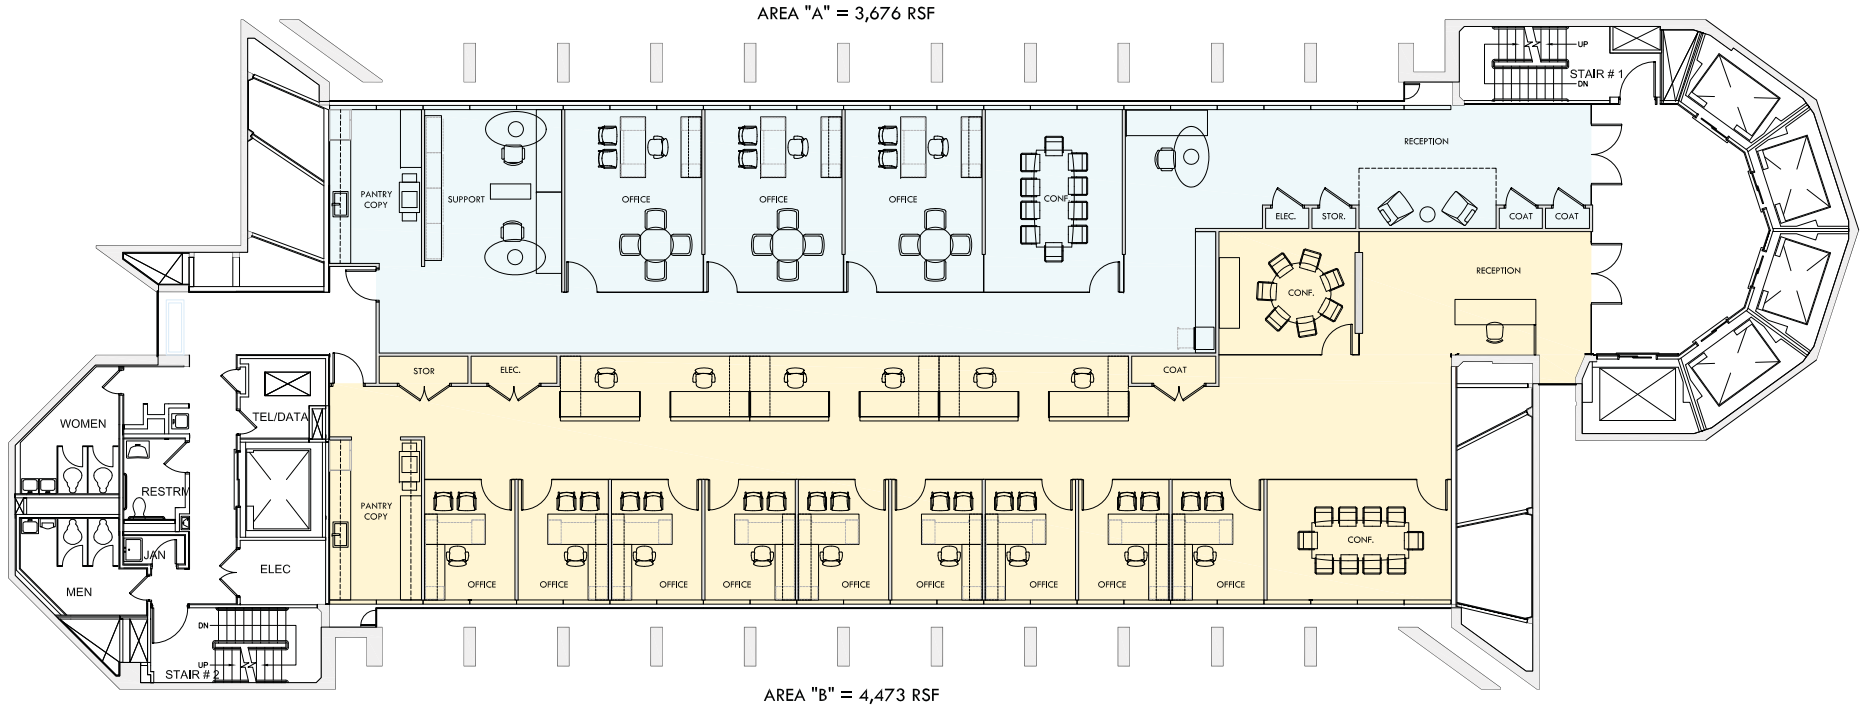 AREA "A" = 3,676 RSF
UP
STAIR # 1
DN
RECEPTION
PANTRY
COPY
SUPPORT
OFFICE
OFFICE
OFFICE
CONF.
ELEC.
STOR.
COAT
COAT
RECEPTION
CONF.
STOR
ELEC.
COAT
WOMEN
TEL/DATA
RESTRM
PANTRY
COPY
JAN
ELEC
MEN
OFFICE
OFFICE
OFFICE
OFFICE
OFFICE
OFFICE
OFFICE
OFFICE
OFFICE
CONF.
DN
UP
STAIR # 2
AREA "B" = 4,473 RSF